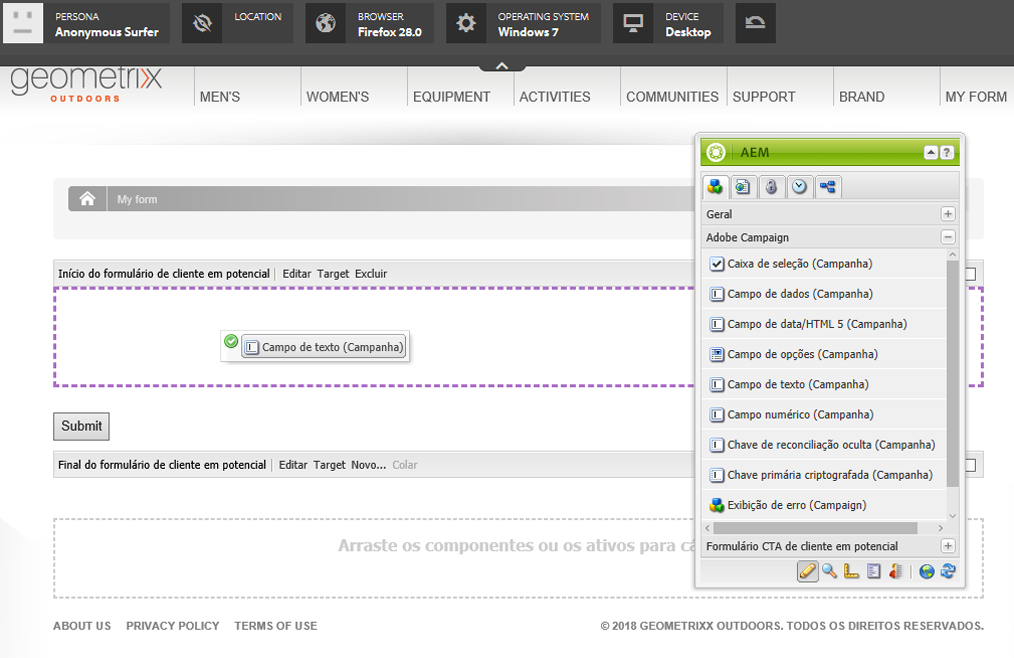 PERSONA
Anonymous Surfer
LOCATION
BROWSER
Firefox 28.0
OPERATING SYSTEM
Windows 7
DEVICE
Desktop
geometrixx
OUTDOORS
MEN'S WOMEN'S EQUIPMENT ACTIVITIES COMMUNITIES SUPPORT BRAND MY FORM
My form
Início do formulário de cliente em potencial Editar Target Excluir
Campo de texto (Campanha)
Submit
Final do formulário de cliente em potencial Editar Target Novo... Colar
Arraste os componentes ou os ativos para cá
AEM
?
Geral
Adobe Campaign
Caixa de seleção (Campanha)
Campo de dados (Campanha)
Campo de data/HTML 5 (Campanha)
Campo de opções (Campanha)
Campo de texto (Campanha)
Campo numérico (Campanha)
Chave de reconciliação oculta (Campanha)
Chave primária criptografada (Campanha)
Exibição de erro (Campaign)
Formulário CTA de cliente em potencial
ABOUT US PRIVACY POLICY TERMS OF USE
© 2018 GEOMETRIXX OUTDOORS. TODOS OS DIREITOS RESERVADOS.